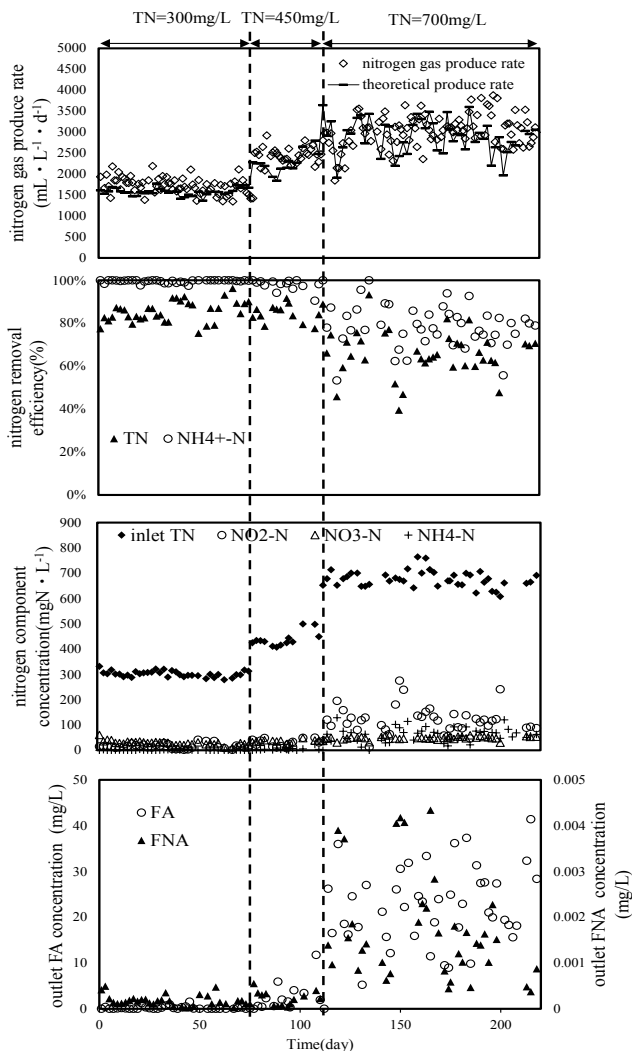 TN=300mg/L TN=450mg/L TN=700mg/L
5000
4500
4000
3500
3000
2500
2000
1500
1000
500
0
nitrogen gas produce rate
(mL・L⁻¹・d⁻¹)
nitrogen gas produce rate
theoretical produce rate
100%
80%
60%
40%
20%
0%
nitrogen removal
efficiency(%)
TN NH4+-N
900
800
700
600
500
400
300
200
100
0
nitrogen component
concentration(mgN・L⁻¹)
inlet TN NO2-N NO3-N NH4-N
50
40
30
20
10
0
outlet FA concentration (mg/L)
FA
FNA
0.005
0.004
0.003
0.002
0.001
0
outlet FNA concentration
(mg/L)
0 50 100 150 200
Time(day)